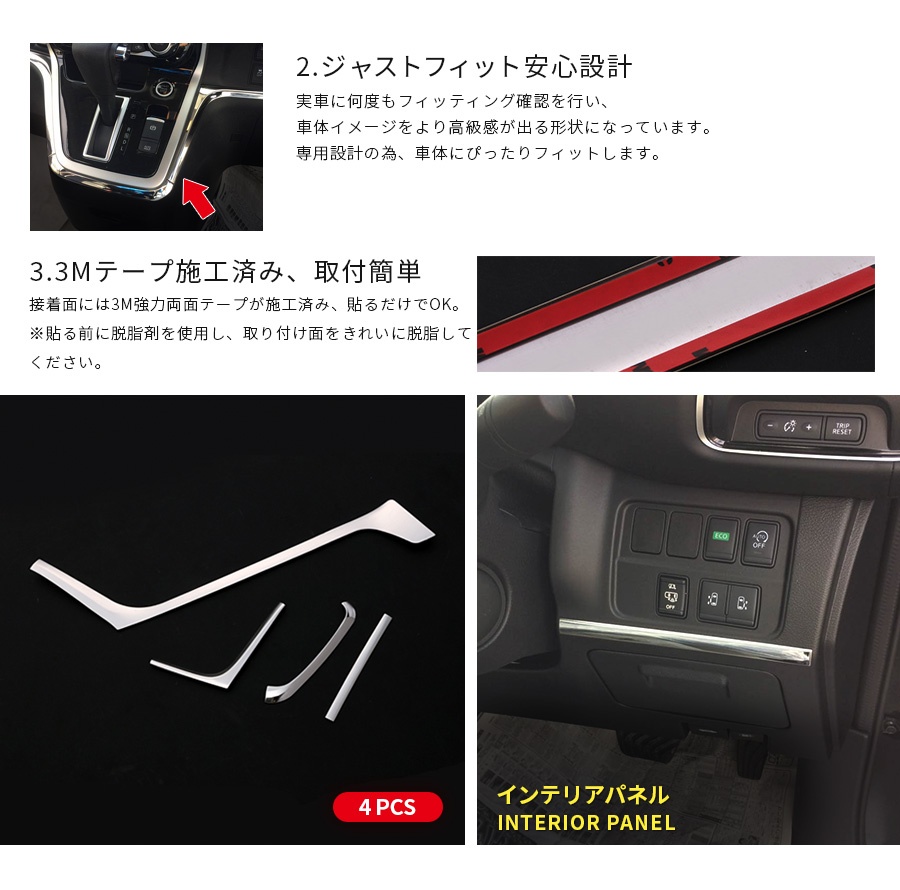 2.ジャストフィット安心設計
実車に何度もフィッティング確認を行い、
車体イメージをより高級感が出る形状になっています。
専用設計の為、車体にぴったりフィットします。
3.3Mテープ施工済み、取付簡単
接着面には3M強力両面テープが施工済み、貼るだけでOK。
※貼る前に脱脂剤を使用し、取り付け面をきれいに脱脂して
ください。
4 PCS
− +
TRIP
RESET
ECO
AUTO
OFF
OFF
インテリアパネル
INTERIOR PANEL